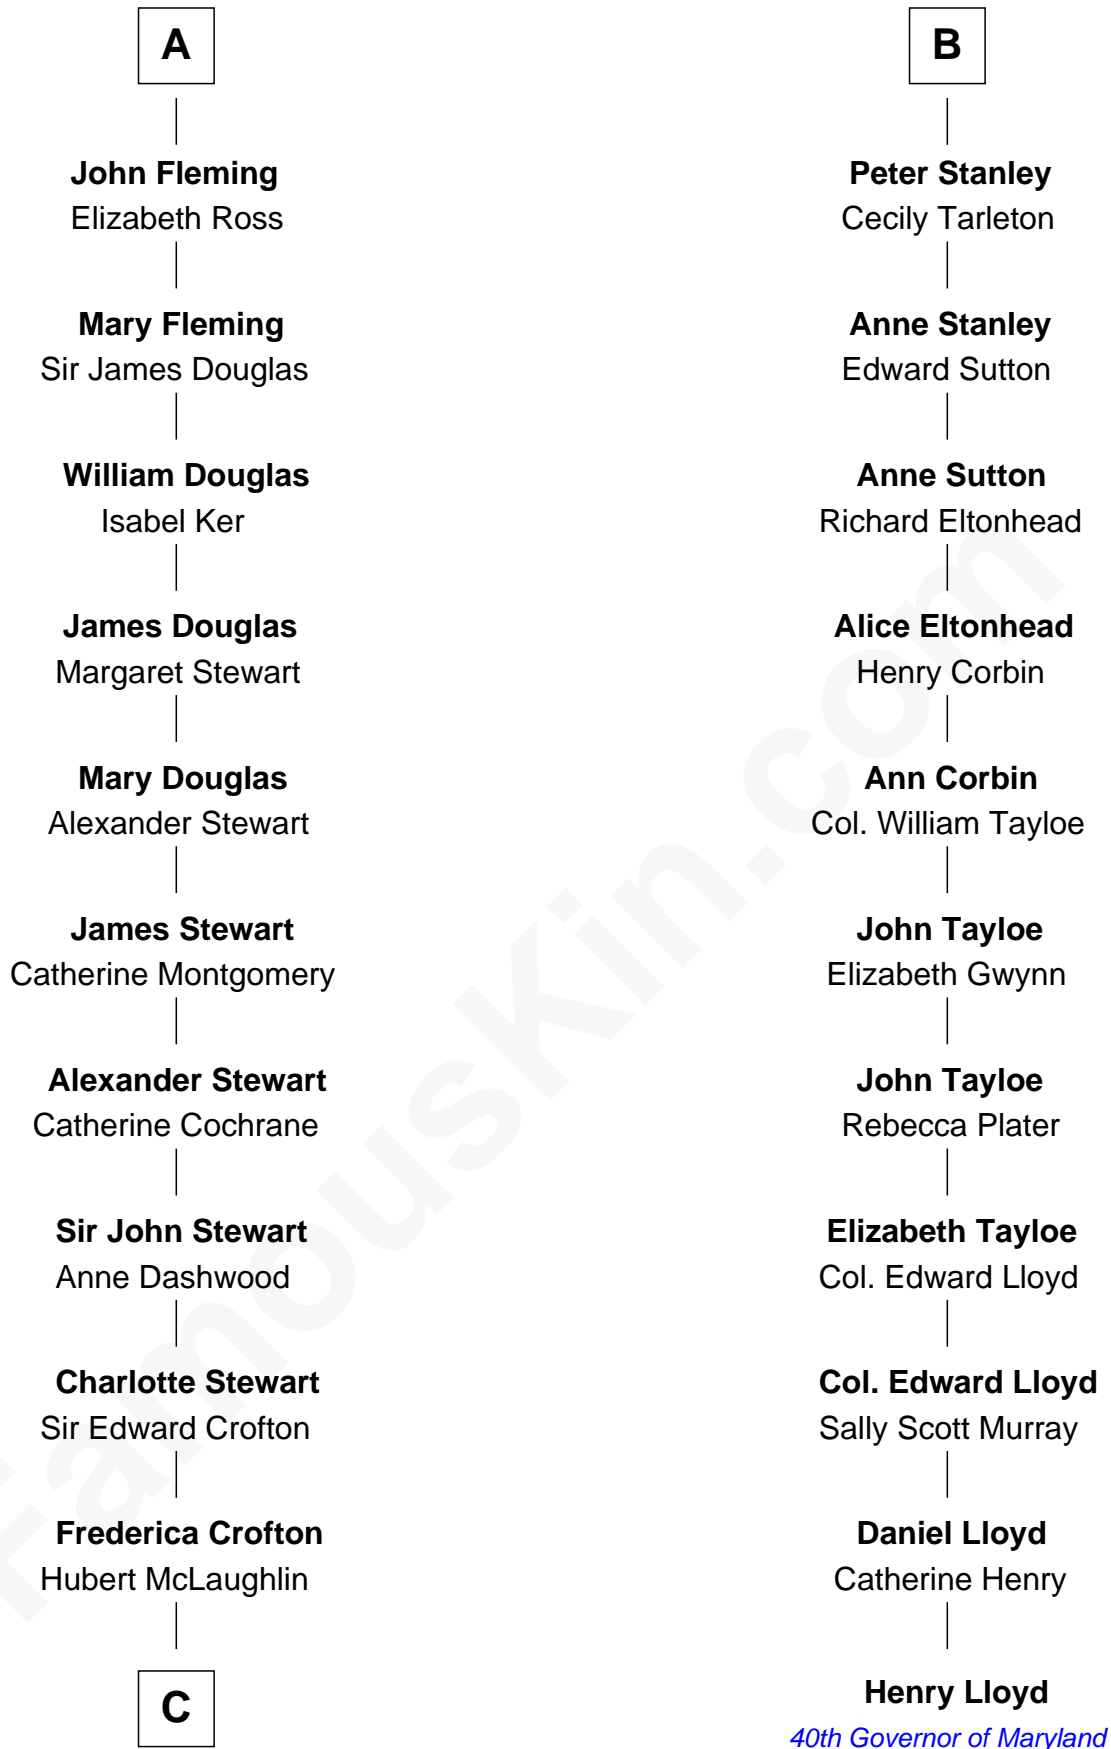 A
John Fleming
Elizabeth Ross
Mary Fleming
Sir James Douglas
William Douglas
Isabel Ker
James Douglas
Margaret Stewart
Mary Douglas
Alexander Stewart
James Stewart
Catherine Montgomery
Alexander Stewart
Catherine Cochrane
Sir John Stewart
Anne Dashwood
Charlotte Stewart
Sir Edward Crofton
Frederica Crofton
Hubert McLaughlin
C
B
Peter Stanley
Cecily Tarleton
Anne Stanley
Edward Sutton
Anne Sutton
Richard Eltonhead
Alice Eltonhead
Henry Corbin
Ann Corbin
Col. William Tayloe
John Tayloe
Elizabeth Gwynn
John Tayloe
Rebecca Plater
Elizabeth Tayloe
Col. Edward Lloyd
Col. Edward Lloyd
Sally Scott Murray
Daniel Lloyd
Catherine Henry
Henry Lloyd
40th Governor of Maryland
FamousKin.com